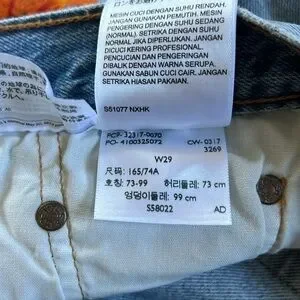 MESIN CUCI DENGAN SUHU RENDAH.
JANGAN GUNAKAN PEMUTIH. MESIN
PENGERING DENGAN SUHU SEDANG
(NORMAL). SETRIKA DENGAN SUHU
NORMAL JIKA DIPERLUKAN. JANGAN
DICUCI KERING PROFESIONAL.
PENCUCIAN DAN PENGERINGAN
DIBALIK DENGAN WARNA SERUPA.
GUNAKAN SABUN CUCI CAIR. JANGAN
SETRIKA HIASAN PAKAIAN.
S51077 NXHK
PCP- 32317-0070
PO- 4100325072
CW- 0317
3269
W29
尺码: 165/74A
호칭: 73-99
허리둘레: 73 cm
엉덩이둘레: 99 cm
S58022
AD